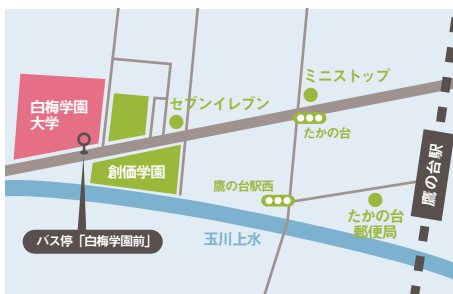 ミニストップ
セブンイレブン
白梅学園
大学
たかの台
鷹の台駅
創価学園
鷹の台駅西
たかの台
郵便局
玉川上水
バス停「白梅学園前」